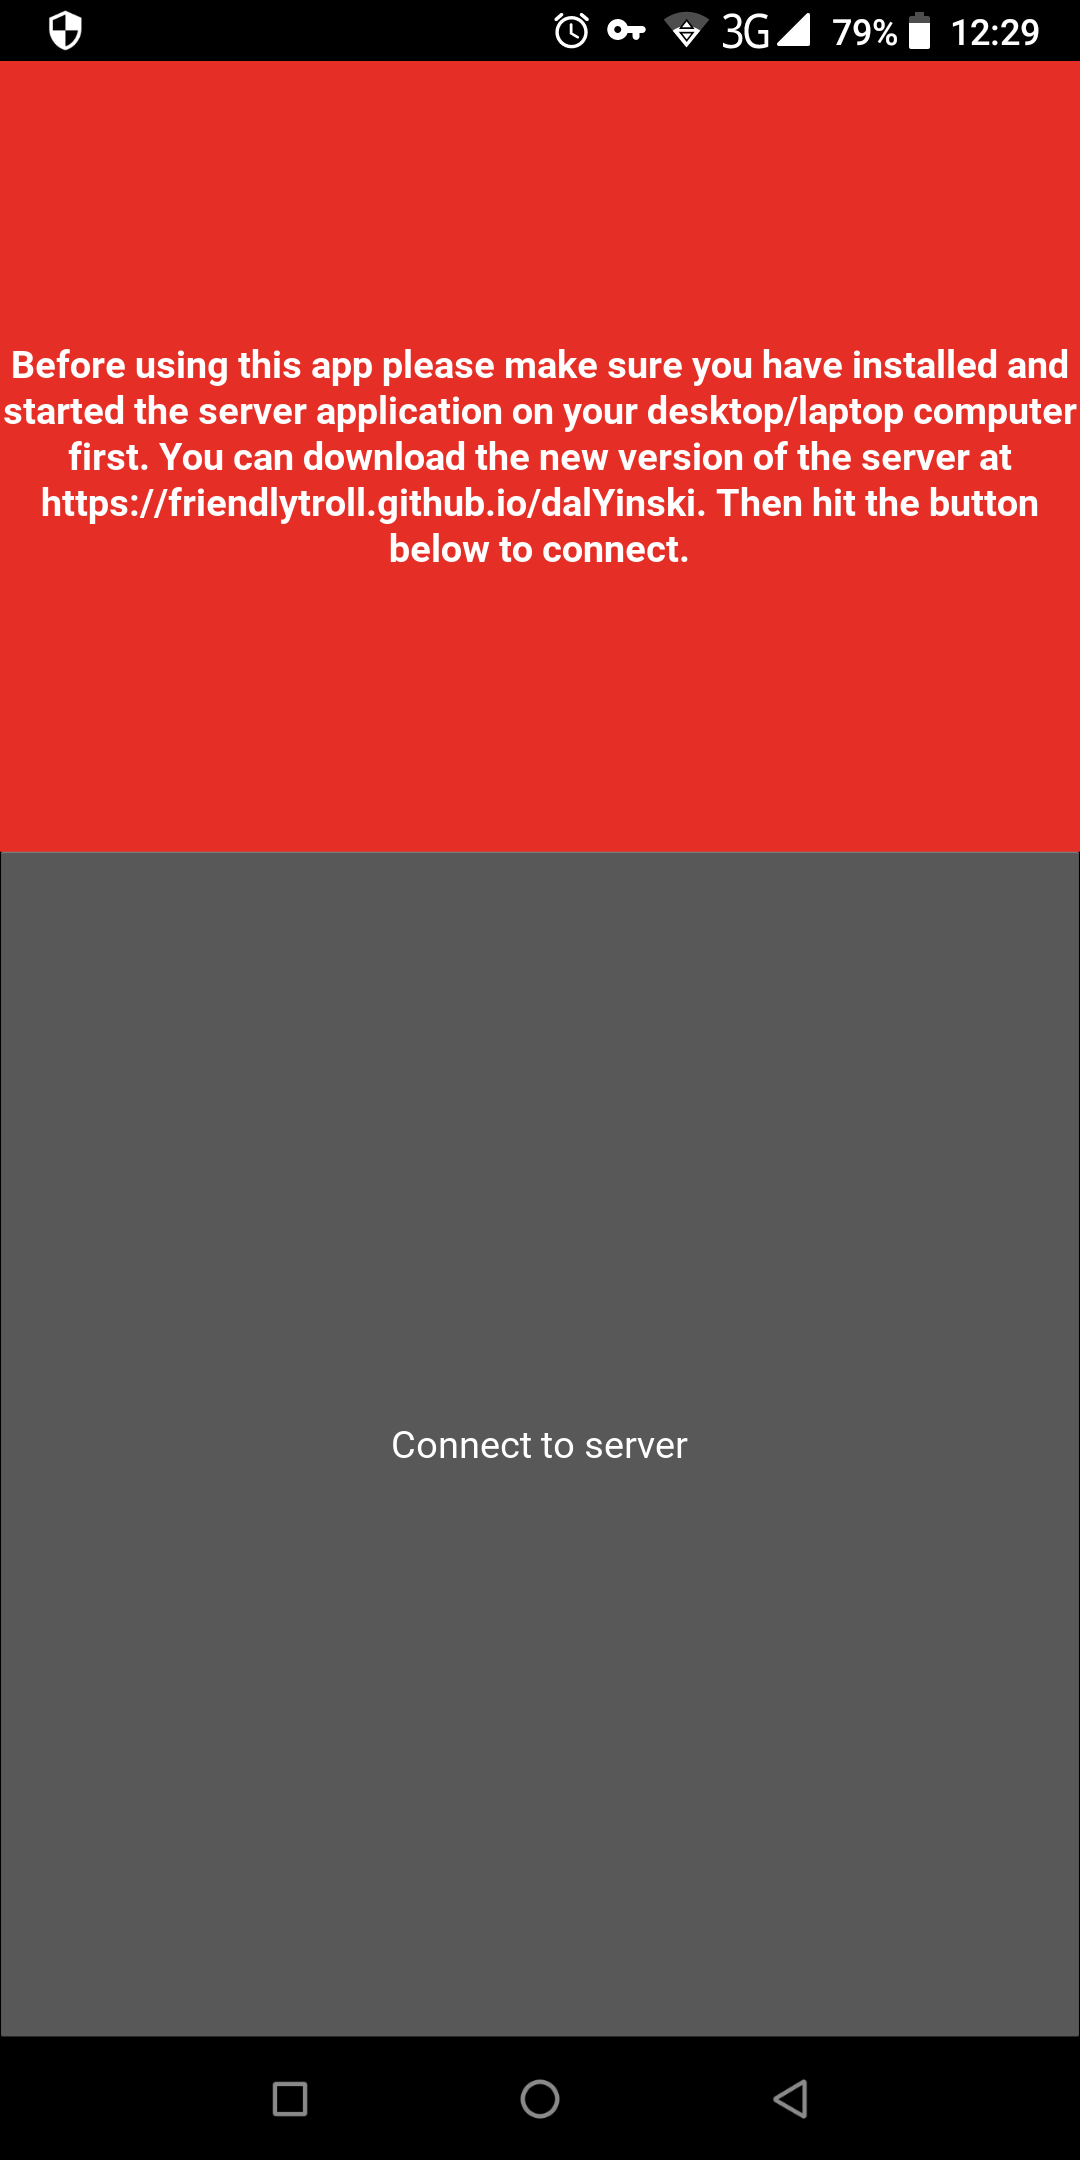 3G 79% 12:29
Before using this app please make sure you have installed and
started the server application on your desktop/laptop computer
first. You can download the new version of the server at
https://friendlytroll.github.io/dalYinski. Then hit the button
below to connect.
Connect to server